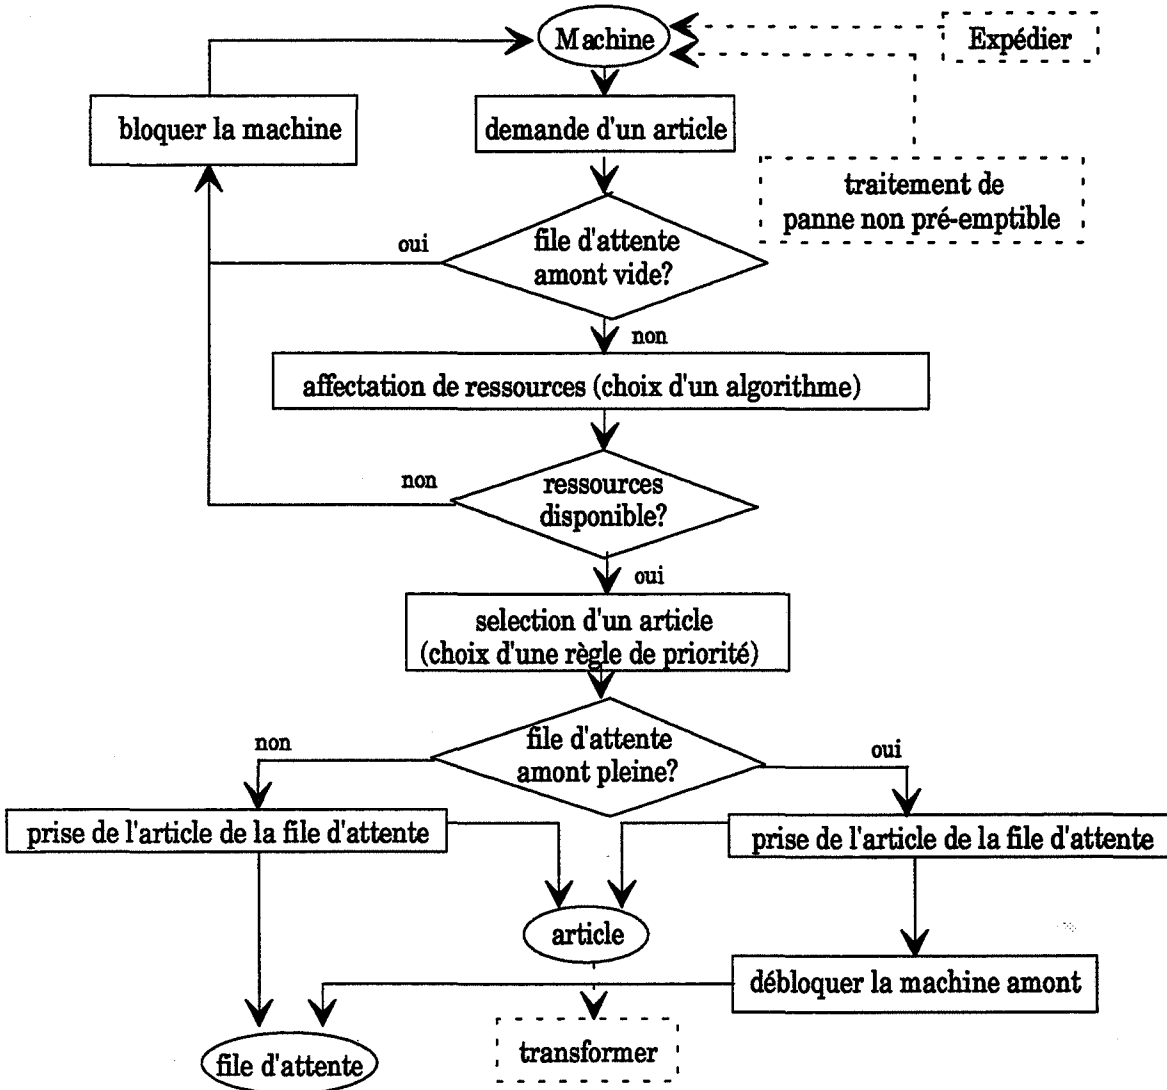 Machine
Expédier
bloquer la machine
demande d'un article
traitement de
panne non pré-emptible
oui
file d'attente
amont vide?
non
affectation de ressources (choix d'un algorithme)
non
ressources
disponible?
oui
selection d'un article
(choix d'une règle de priorité)
non
file d'attente
amont pleine?
oui
prise de l'article de la file d'attente
prise de l'article de la file d'attente
article
débloquer la machine amont
file d'attente
transformer